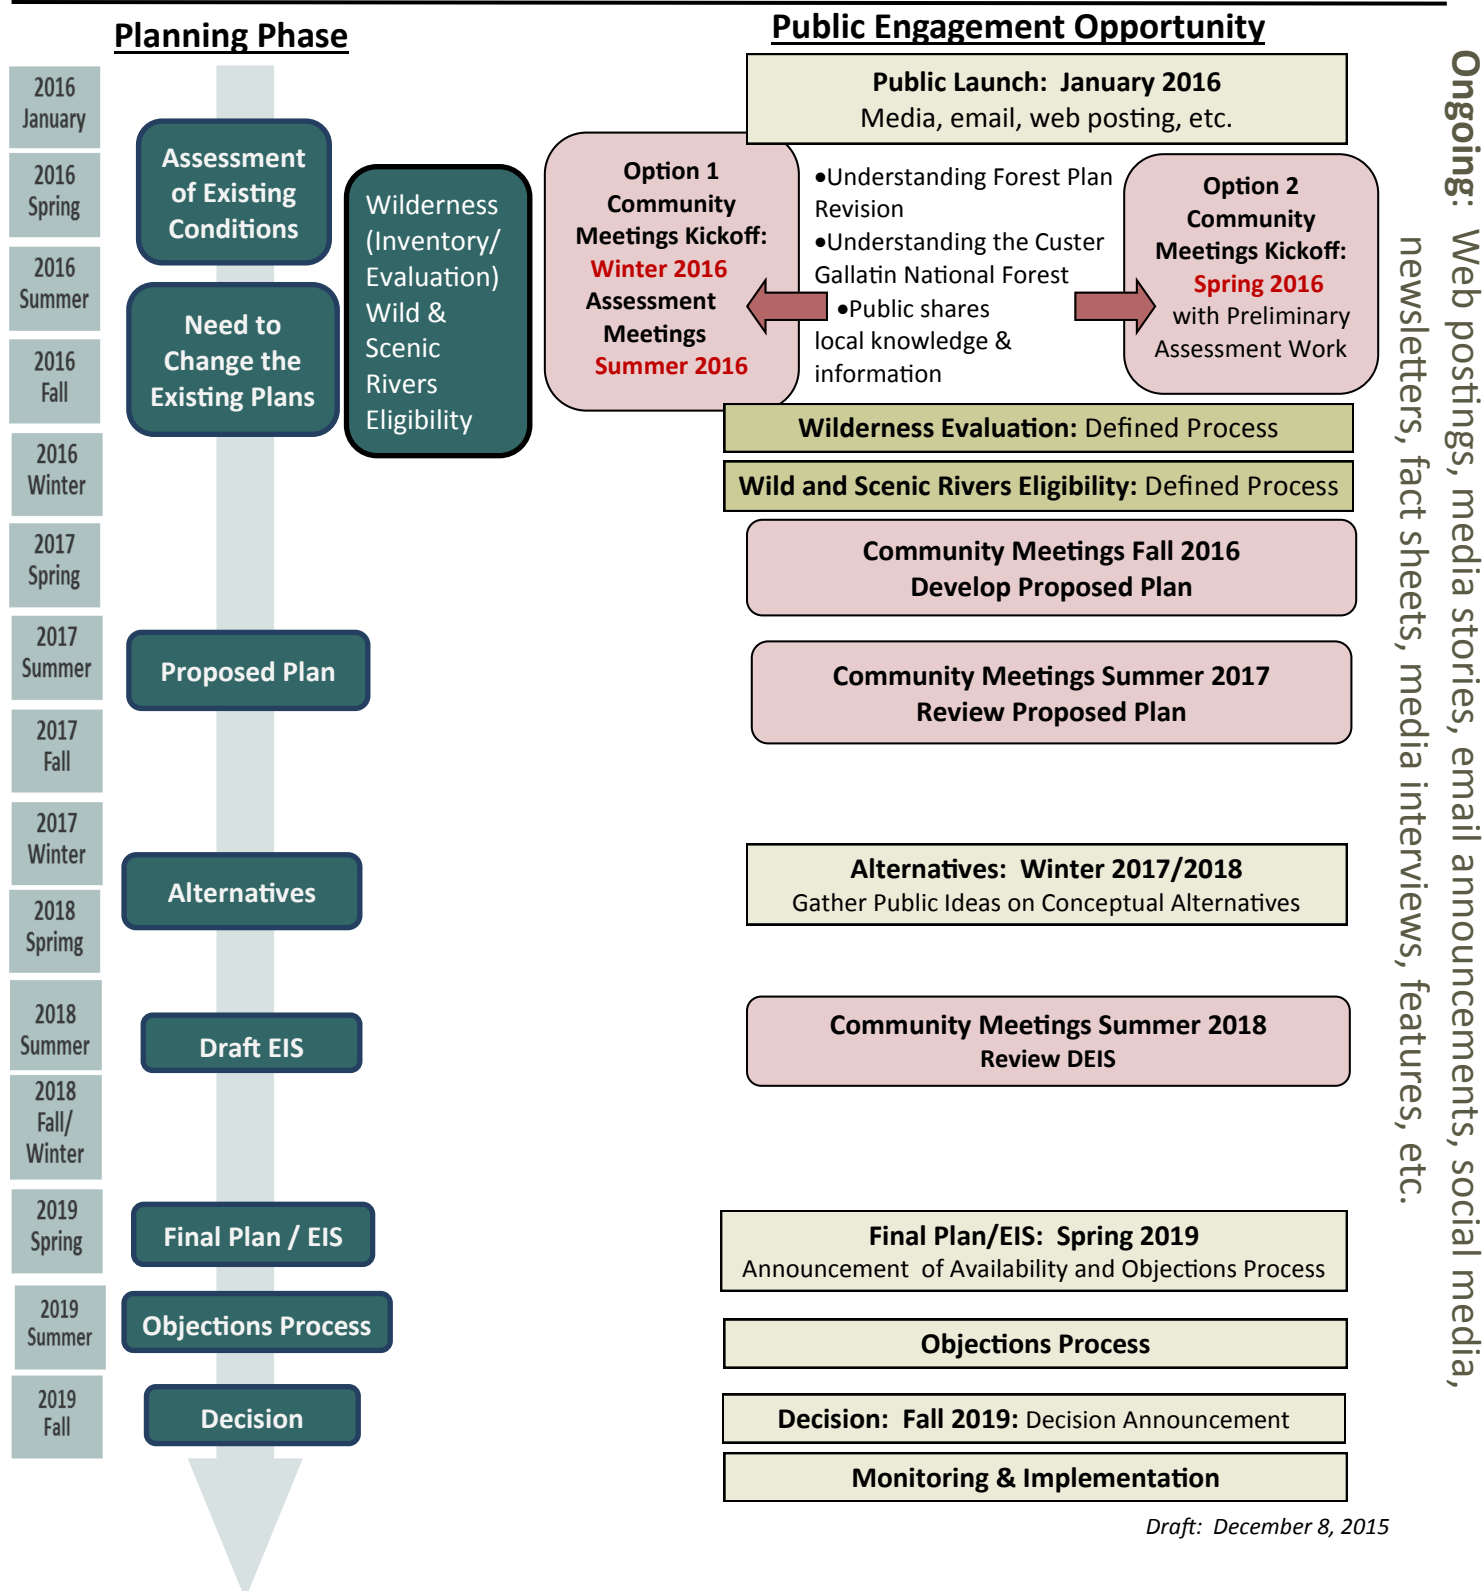 Planning Phase
Public Engagement Opportunity
2016
January
2016
Spring
2016
Summer
2016
Fall
2016
Winter
2017
Spring
2017
Summer
2017
Fall
2017
Winter
2018
Sprimg
2018
Summer
2018
Fall/
Winter
2019
Spring
2019
Summer
2019
Fall
Assessment
of Existing
Conditions
Need to
Change the
Existing Plans
Wilderness
(Inventory/
Evaluation)
Wild &
Scenic
Rivers
Eligibility
Proposed Plan
Alternatives
Draft EIS
Final Plan / EIS
Objections Process
Decision
Public Launch: January 2016
Media, email, web posting, etc.
Option 1
Community
Meetings Kickoff:
Winter 2016
Assessment
Meetings
Summer 2016
•Understanding Forest Plan
Revision
•Understanding the Custer
Gallatin National Forest
•Public shares
local knowledge &
information
Option 2
Community
Meetings Kickoff:
Spring 2016
with Preliminary
Assessment Work
Wilderness Evaluation: Defined Process
Wild and Scenic Rivers Eligibility: Defined Process
Community Meetings Fall 2016
Develop Proposed Plan
Community Meetings Summer 2017
Review Proposed Plan
Alternatives: Winter 2017/2018
Gather Public Ideas on Conceptual Alternatives
Community Meetings Summer 2018
Review DEIS
Final Plan/EIS: Spring 2019
Announcement of Availability and Objections Process
Objections Process
Decision: Fall 2019: Decision Announcement
Monitoring & Implementation
Ongoing: Web postings, media stories, email announcements, social media,
newsletters, fact sheets, media interviews, features, etc.
Draft: December 8, 2015